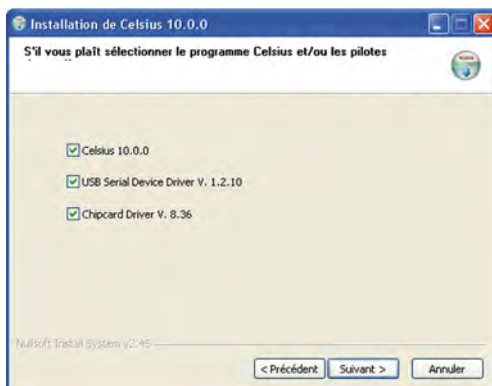 Installation de Celsius 10.0.0
S'il vous plaît sélectionner le programme Celsius et/ou les pilotes
Celsius 10.0.0
USB Serial Device Driver V. 1.2.10
Chipcard Driver V. 8.36
Nullsoft Install System v2.45
< Précédent
Suivant >
Annuler